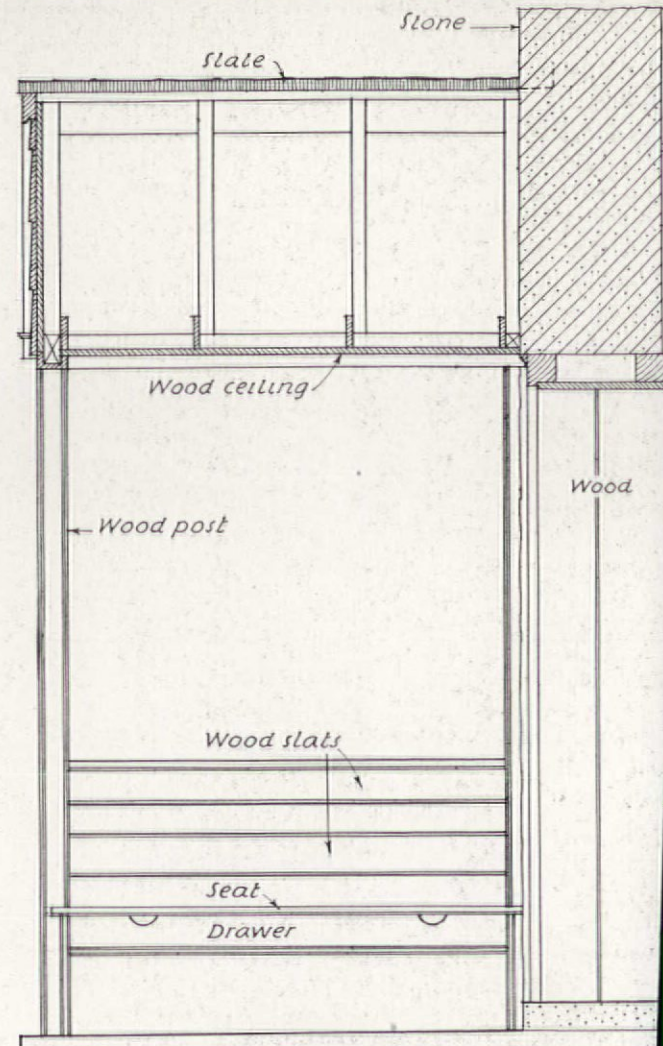 Stone
Slate
Wood ceiling
Wood
Wood post
Wood slats
Seat
Drawer